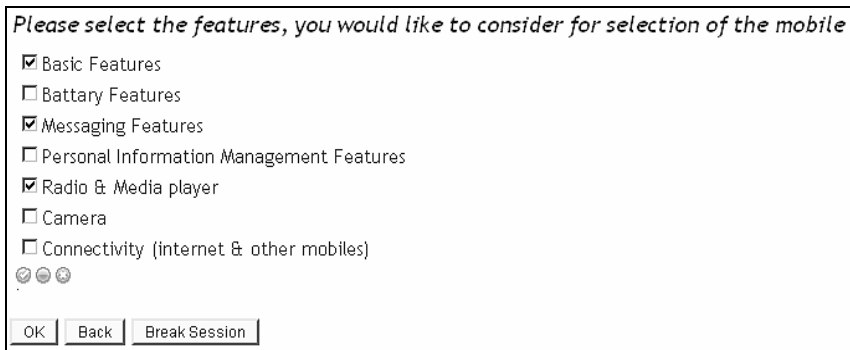 Please select the features, you would like to consider for selection of the mobile
Basic Features
Battary Features
Messaging Features
Personal Information Management Features
Radio & Media player
Camera
Connectivity (internet & other mobiles)
OK Back Break Session